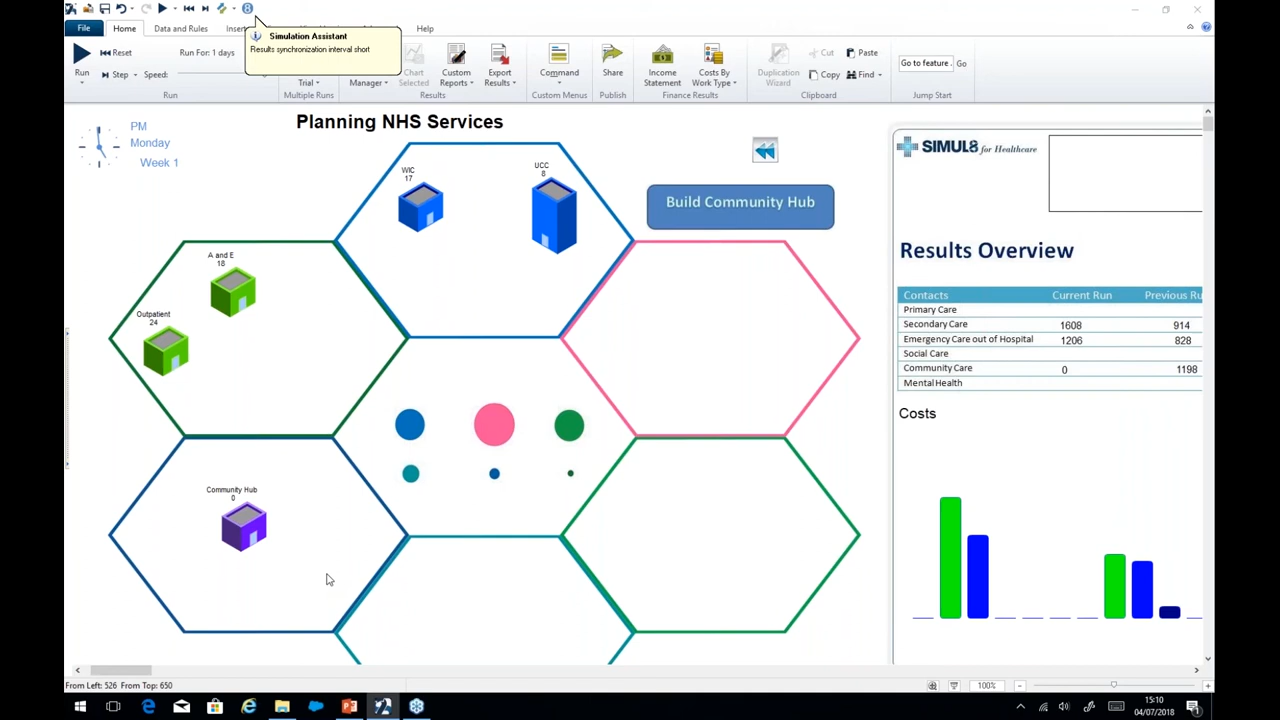 Simulation Assistant
Results synchronization interval short
File Home Data and Rules Help
Reset Run For: 1 days
Run Step Speed:
Trial Manager Chart Selected Custom Reports Export Results Command Share Income Statement Costs By Work Type Duplication Wizard Cut Copy Paste Find Go to feature . Go
Run Multiple Runs Results Custom Menus Publish Finance Results Clipboard Jump Start
PM
Monday
Week 1
Planning NHS Services
WIC
17
UCC
8
Build Community Hub
A and E
18
Outpatient
24
Community Hub
0
SIMUL8 for Healthcare
Results Overview
Contacts Current Run Previous Ru
Primary Care
Secondary Care 1608 914
Emergency Care out of Hospital 1206 828
Social Care
Community Care 0 1198
Mental Health
Costs
From Left: 526 From Top: 650
100%
15:10
04/07/2018
1